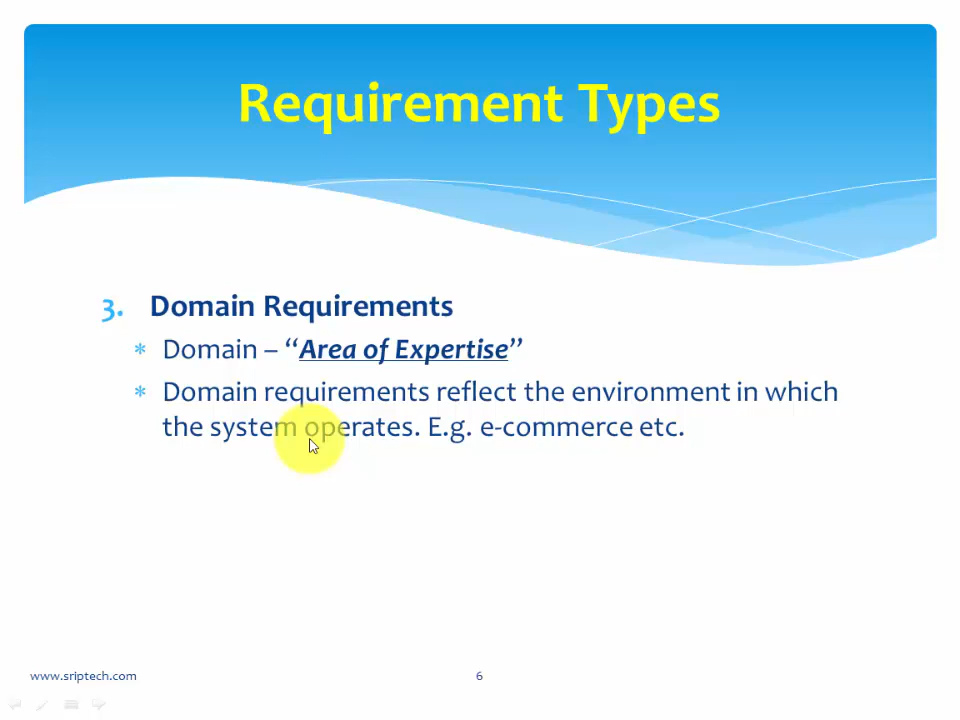 Requirement Types
3. Domain Requirements
* Domain – “Area of Expertise”
* Domain requirements reflect the environment in which
the system operates. E.g. e-commerce etc.
www.sriptech.com
6